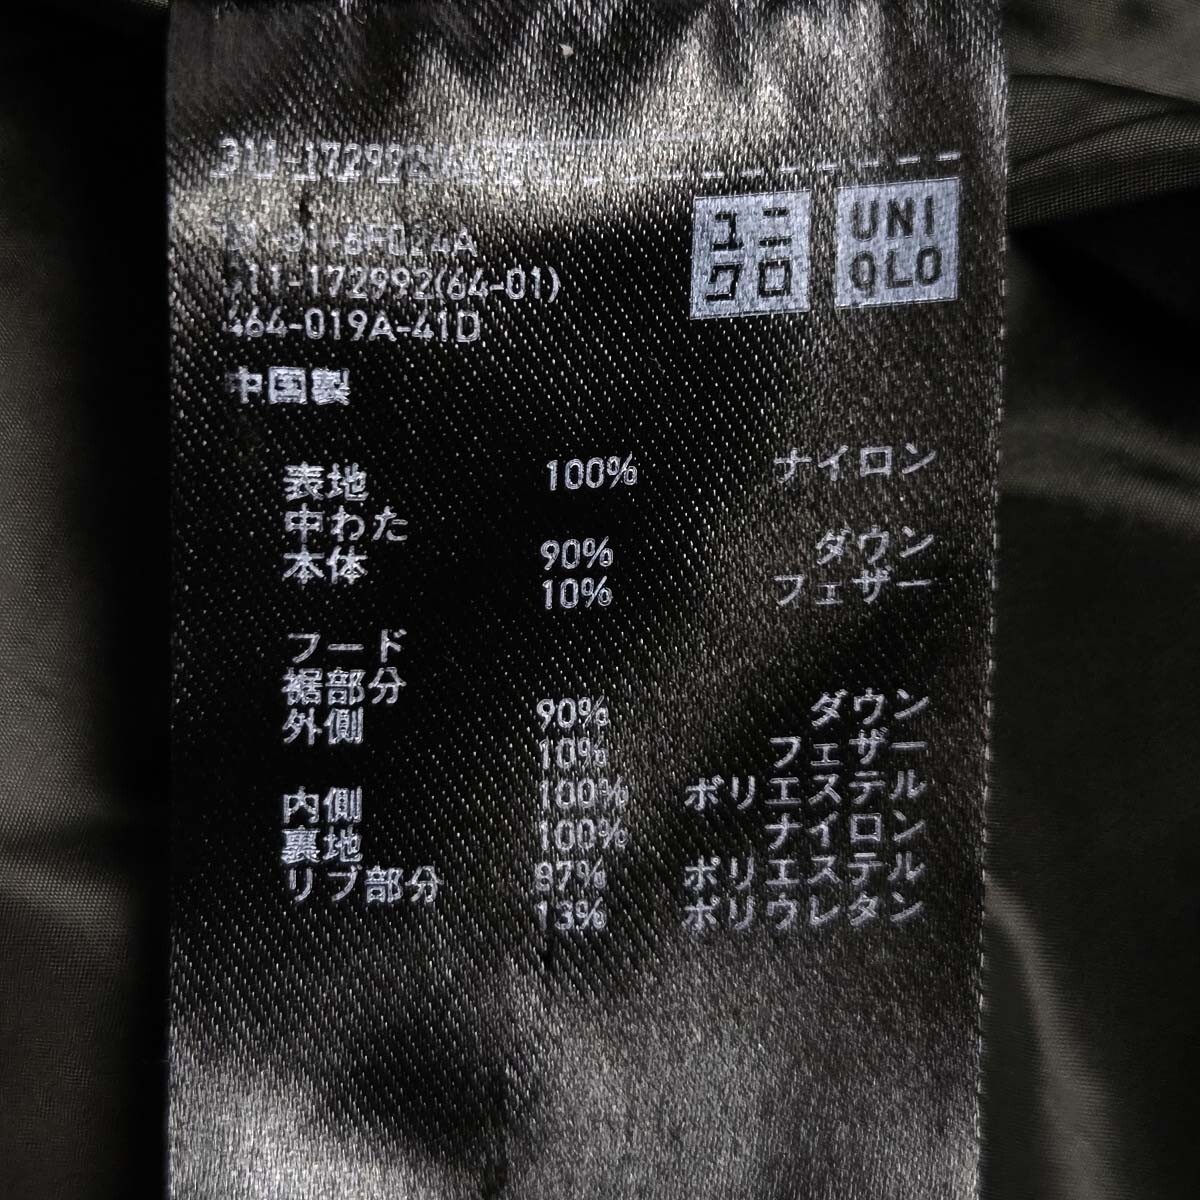 ユニ UNI
クロ QLO
311-172992(64-01)
464-019A-41D
中国製
表地 100% ナイロン
中わた
本体 90% ダウン
10% フェザー
フード
裾部分
外側 90% ダウン
10% フェザー
内側 100% ポリエステル
裏地 100% ナイロン
リブ部分 87% ポリエステル
13% ポリウレタン